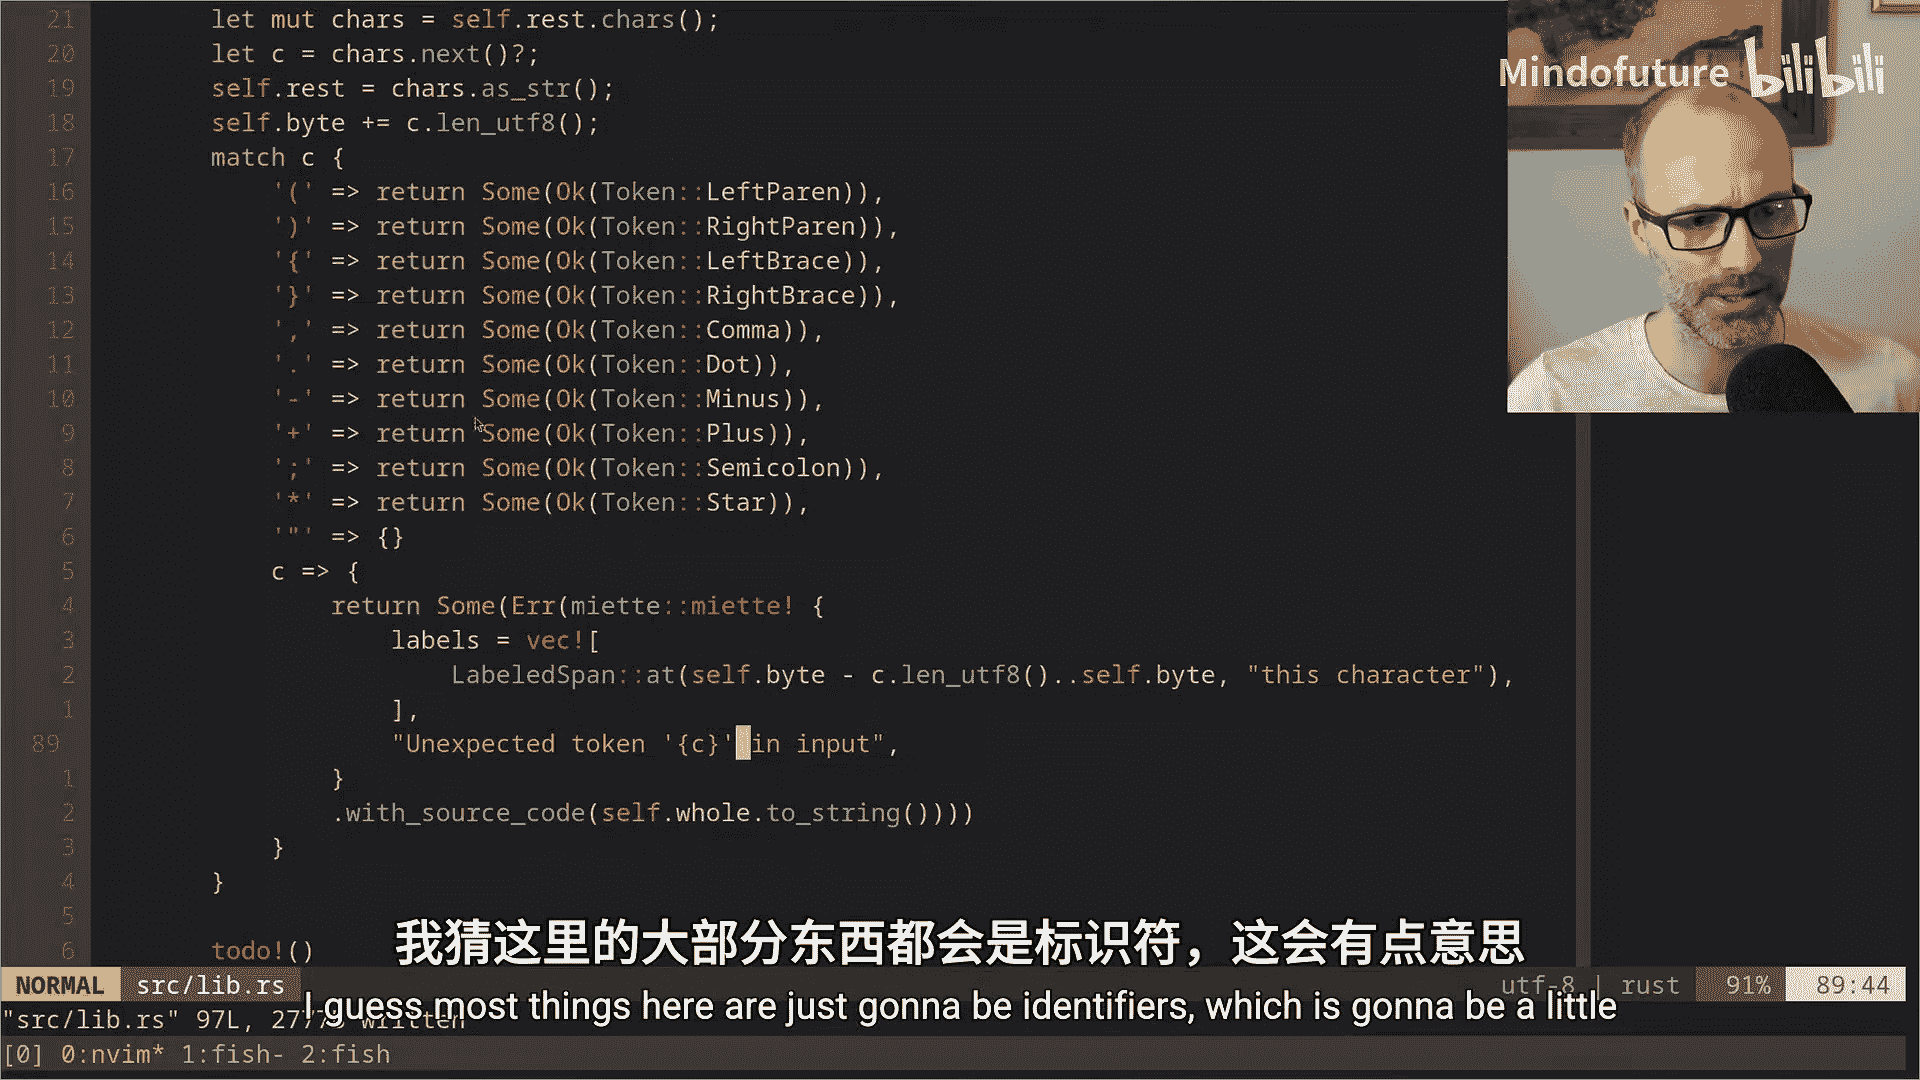 21 let mut chars = self.rest.chars();
20 let c = chars.next()?;
19 self.rest = chars.as_str();
18 self.byte += c.len_utf8();
17 match c {
16 '(' => return Some(Ok(Token::LeftParen)),
15 ')' => return Some(Ok(Token::RightParen)),
14 '{' => return Some(Ok(Token::LeftBrace)),
13 '}' => return Some(Ok(Token::RightBrace)),
12 ',' => return Some(Ok(Token::Comma)),
11 '.' => return Some(Ok(Token::Dot)),
10 '-' => return Some(Ok(Token::Minus)),
9 '+' => return Some(Ok(Token::Plus)),
8 ';' => return Some(Ok(Token::Semicolon)),
7 '*' => return Some(Ok(Token::Star)),
6 '"' => {}
5 c => {
4 return Some(Err(miette::miette! {
3 labels = vec![
2 LabeledSpan::at(self.byte - c.len_utf8()..self.byte, "this character"),
1 ],
89 "Unexpected token '{c}' in input",
1 }
2 .with_source_code(self.whole.to_string())))
3 }
4 }
5
6 todo!()
Mindofuture bilibili
我猜这里的大部分东西都会是标识符，这会有点意思
NORMAL src/lib.rs utf-8 | rust 91% 89:44
I guess most things here are just gonna be identifiers, which is gonna be a little
"src/lib.rs" 97L, written
[0] 0:nvim* 1:fish- 2:fish